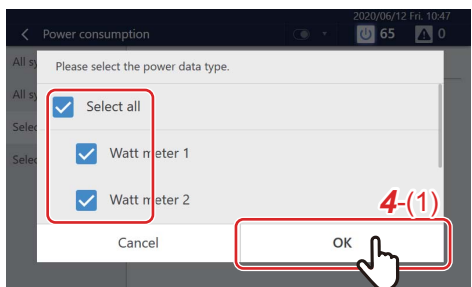 2020/06/12 Fri. 10:47
Power consumption
65
0
All sy
Please select the power data type.
Select all
All sy
Selec
Watt meter 1
Selec
Watt meter 2
4-(1)
Cancel
OK